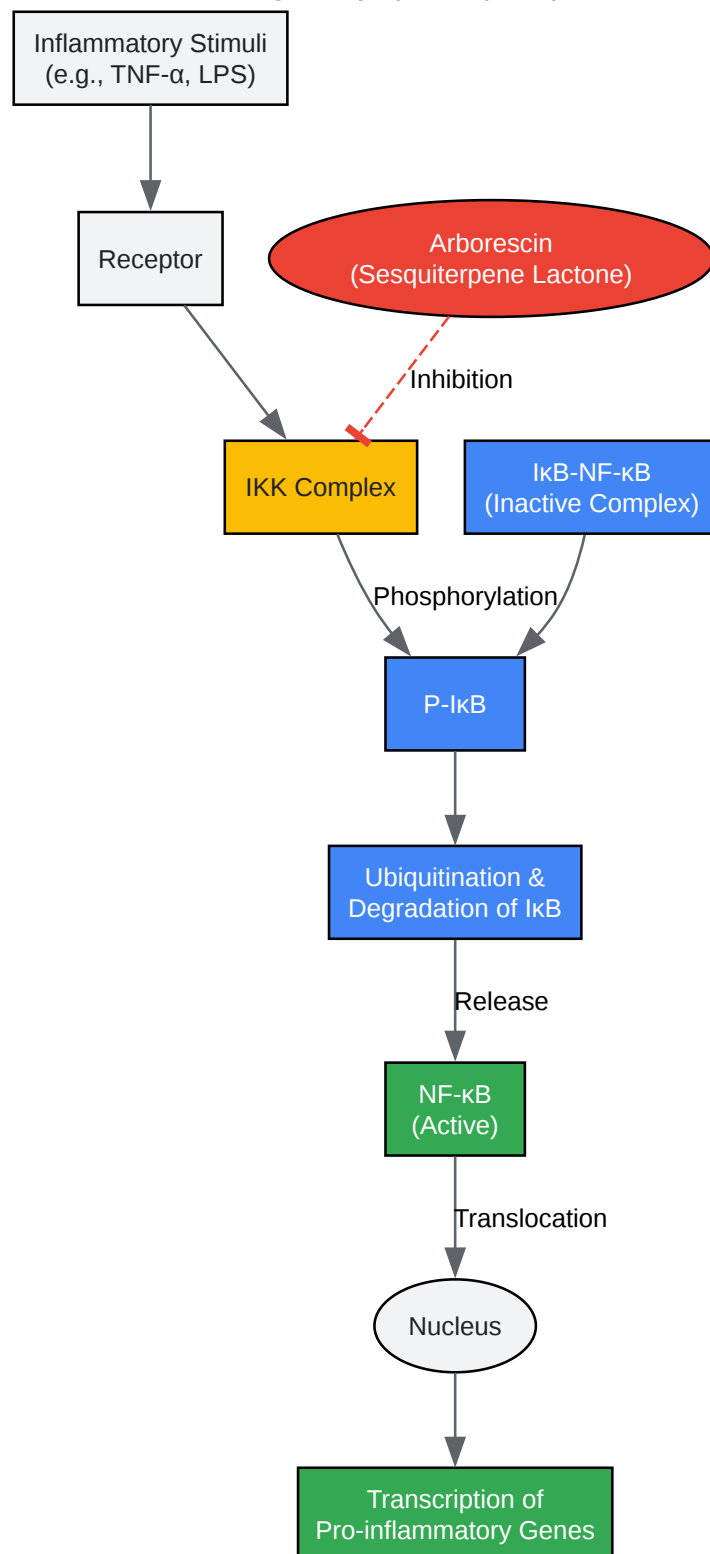 Inflammatory Stimuli
(e.g., TNF-α, LPS)
Receptor
Arborescin
(Sesquiterpene Lactone)
Inhibition
IKK Complex
IκB-NF-κB
(Inactive Complex)
Phosphorylation
P-IκB
Ubiquitination &
Degradation of IκB
Release
NF-κB
(Active)
Translocation
Nucleus
Transcription of
Pro-inflammatory Genes